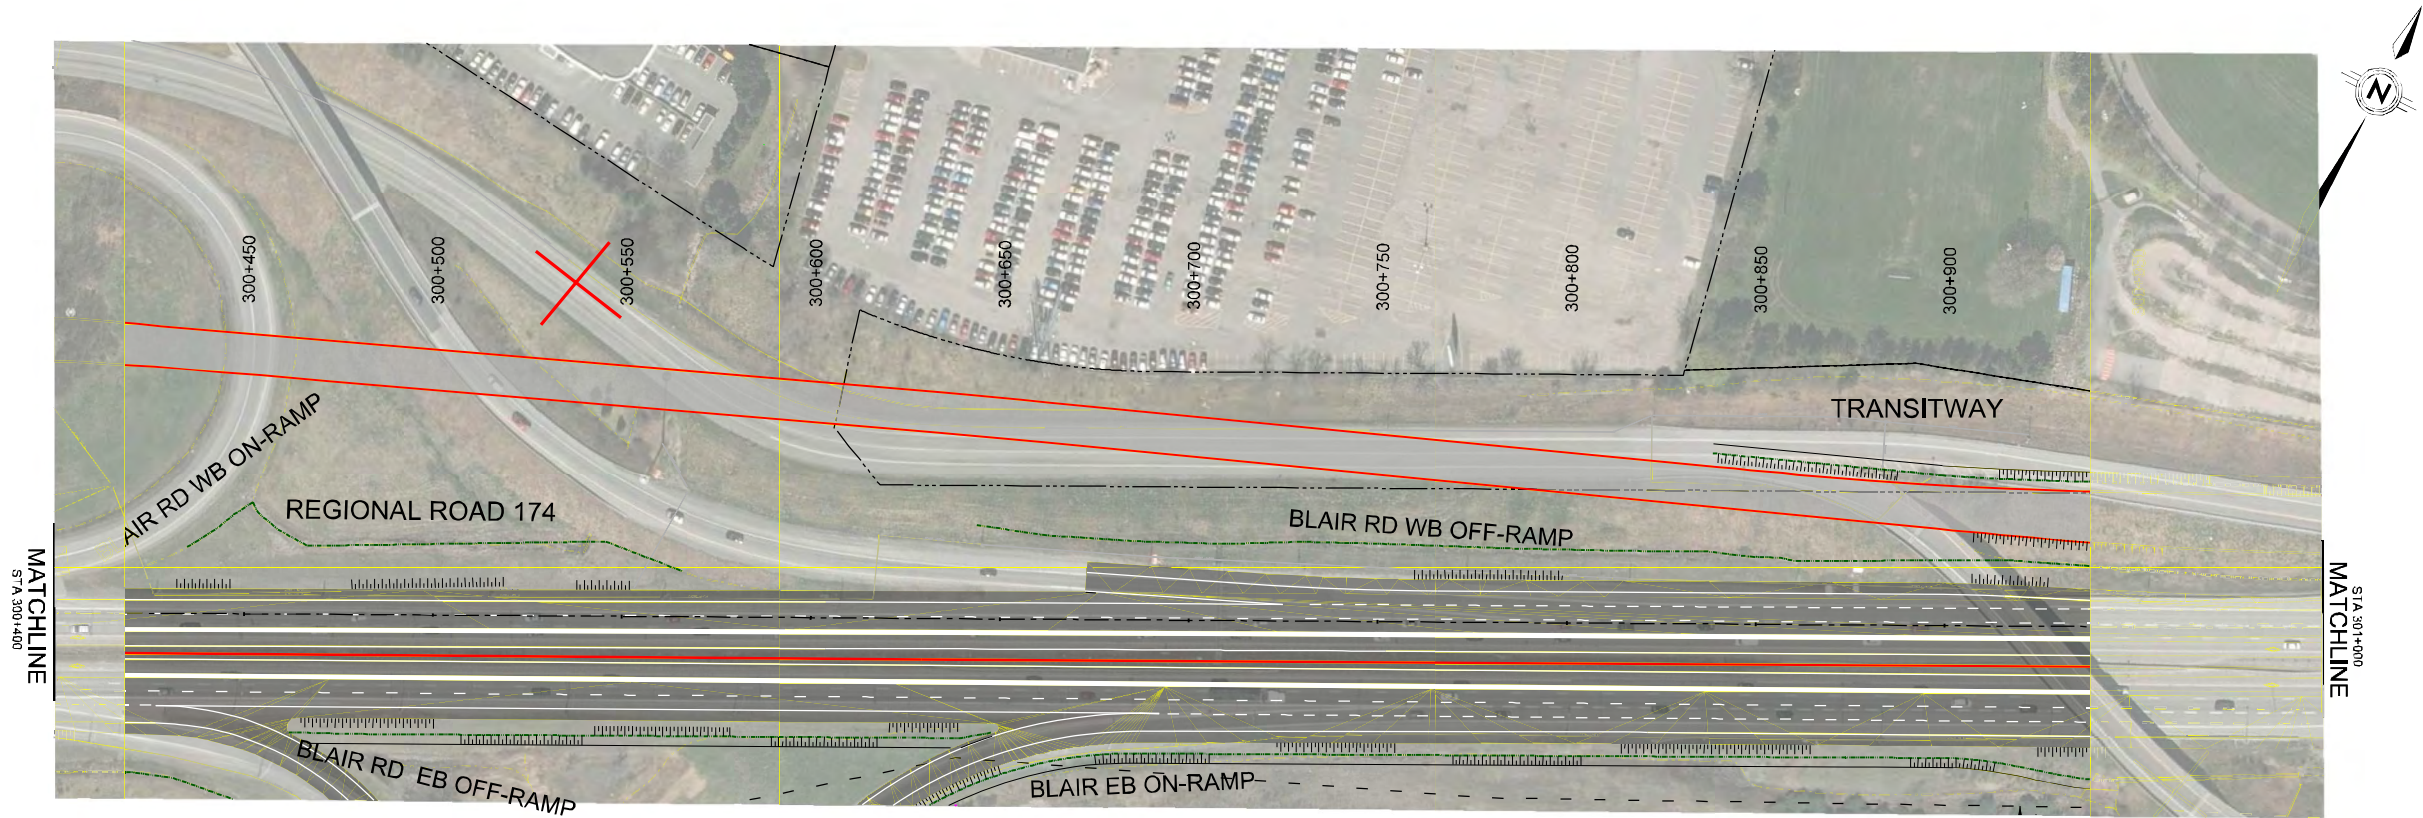 N
300+450
300+500
300+550
300+600
300+650
300+700
300+750
300+800
300+850
300+900
TRANSITWAY
AIR RD WB ON-RAMP
REGIONAL ROAD 174
BLAIR RD WB OFF-RAMP
MATCHLINE
STA 300+400
MATCHLINE
STA 301+000
BLAIR RD EB OFF-RAMP
BLAIR EB ON-RAMP